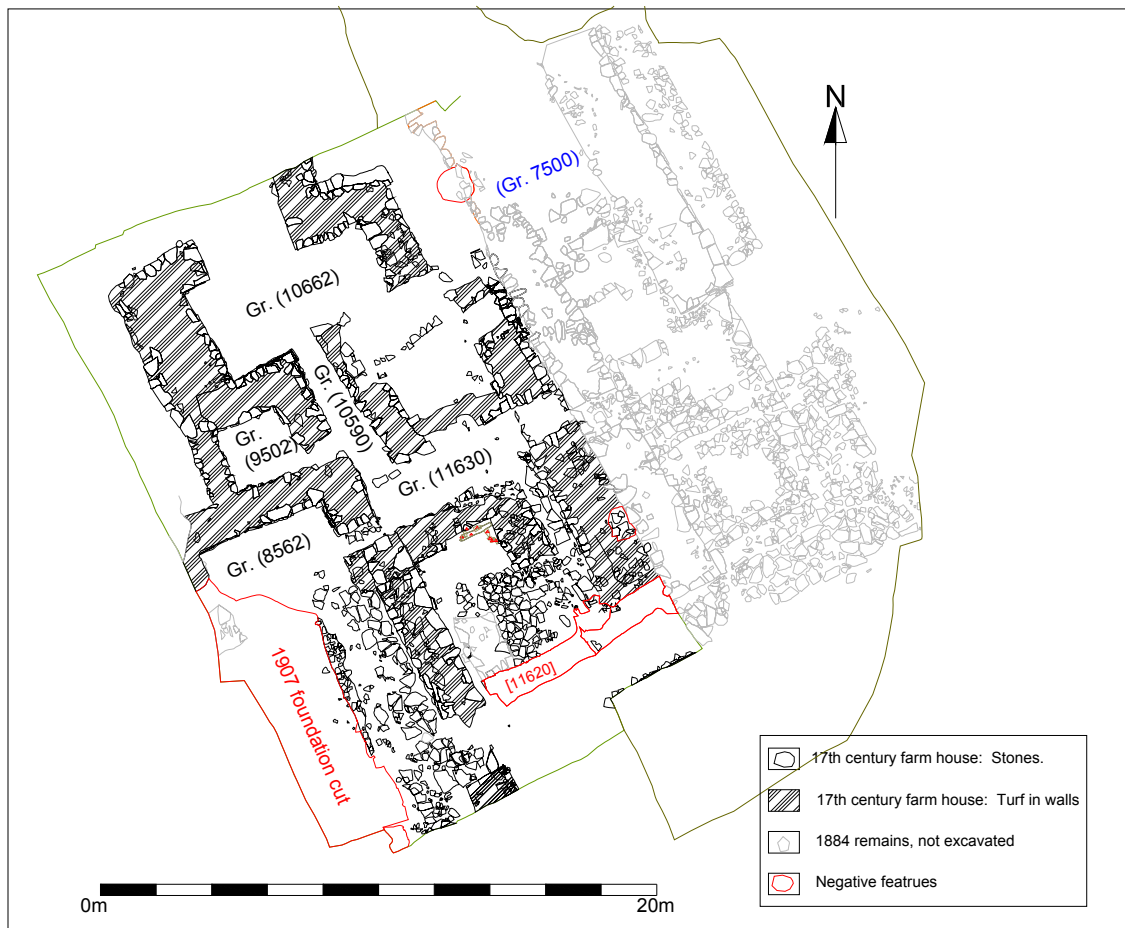 N
(Gr. 7500)
Gr. (10662)
Gr. (10590)
Gr.
(9502)
Gr. (11630)
Gr. (8562)
1907 foundation cut
[11620]
17th century farm house: Stones.
17th century farm house: Turf in walls
1884 remains, not excavated
Negative featrues
0m
20m